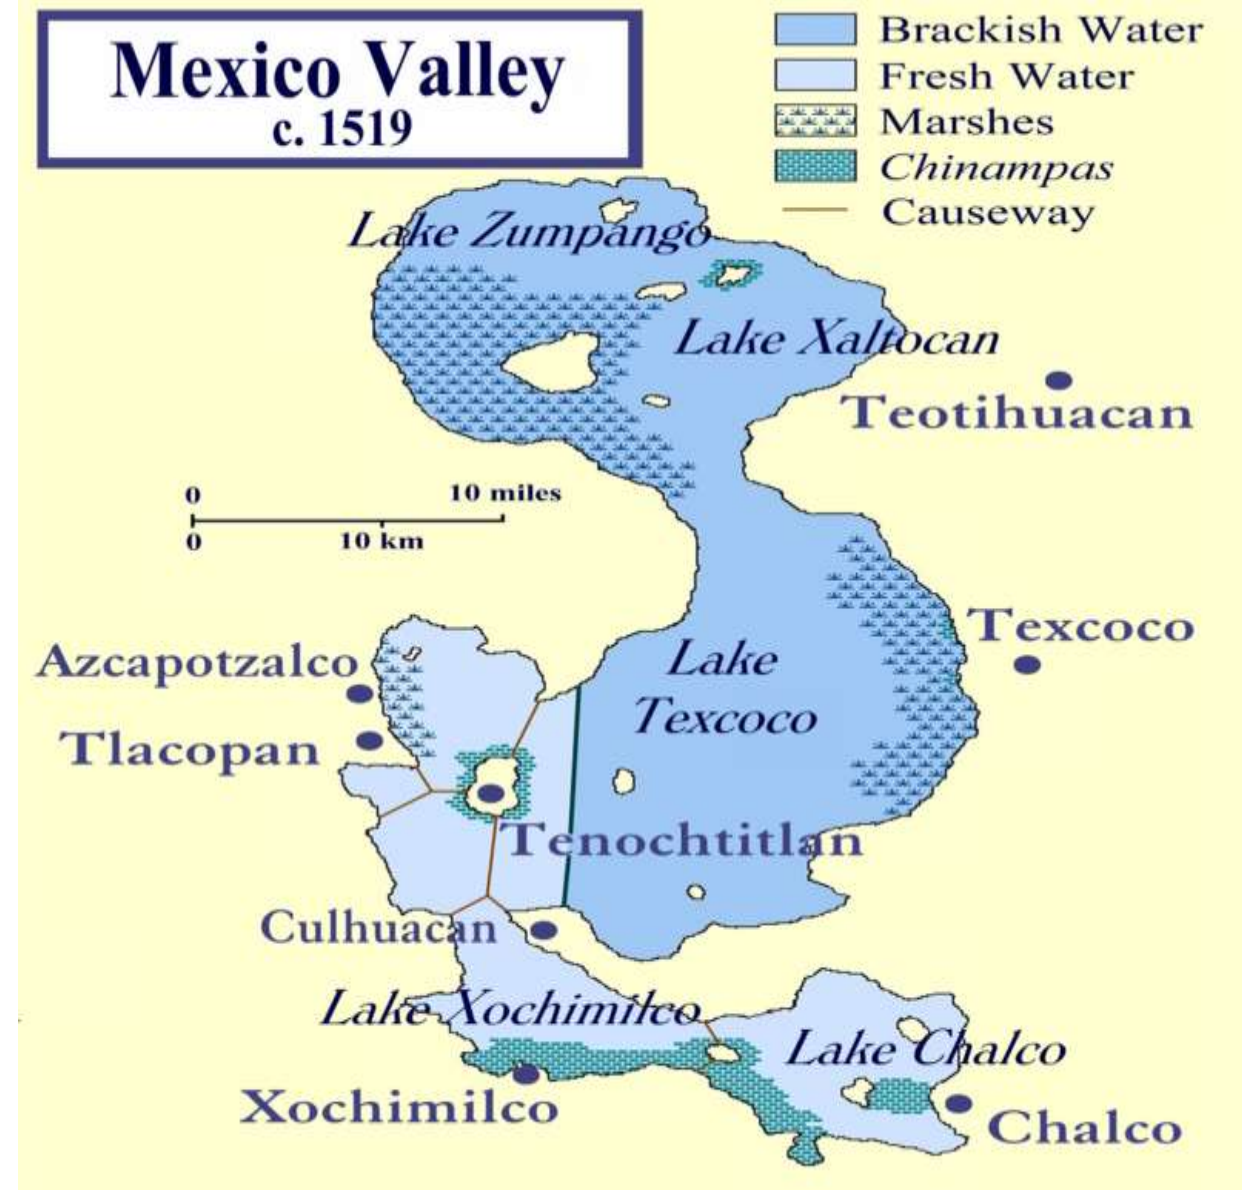 Mexico Valley
c. 1519
Brackish Water
Fresh Water
Marshes
Chinampas
Causeway
Lake Zumpango
Lake Xaltocan
Teotihuacan
0 10 miles
0 10 km
Texcoco
Azcapotzalco
Lake
Texcoco
Tlacopan
Tenochtitlan
Culhuacan
Lake Xochimilco
Lake Chalco
Xochimilco
Chalco